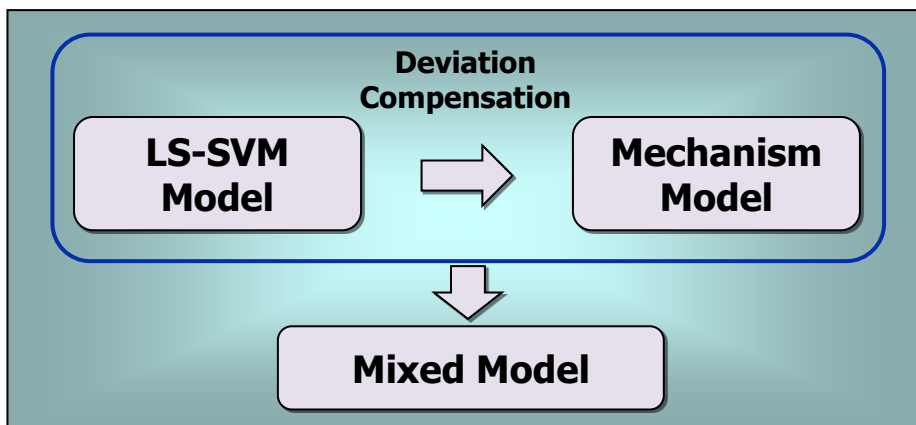 Deviation
Compensation
LS-SVM
Model
Mechanism
Model
Mixed Model